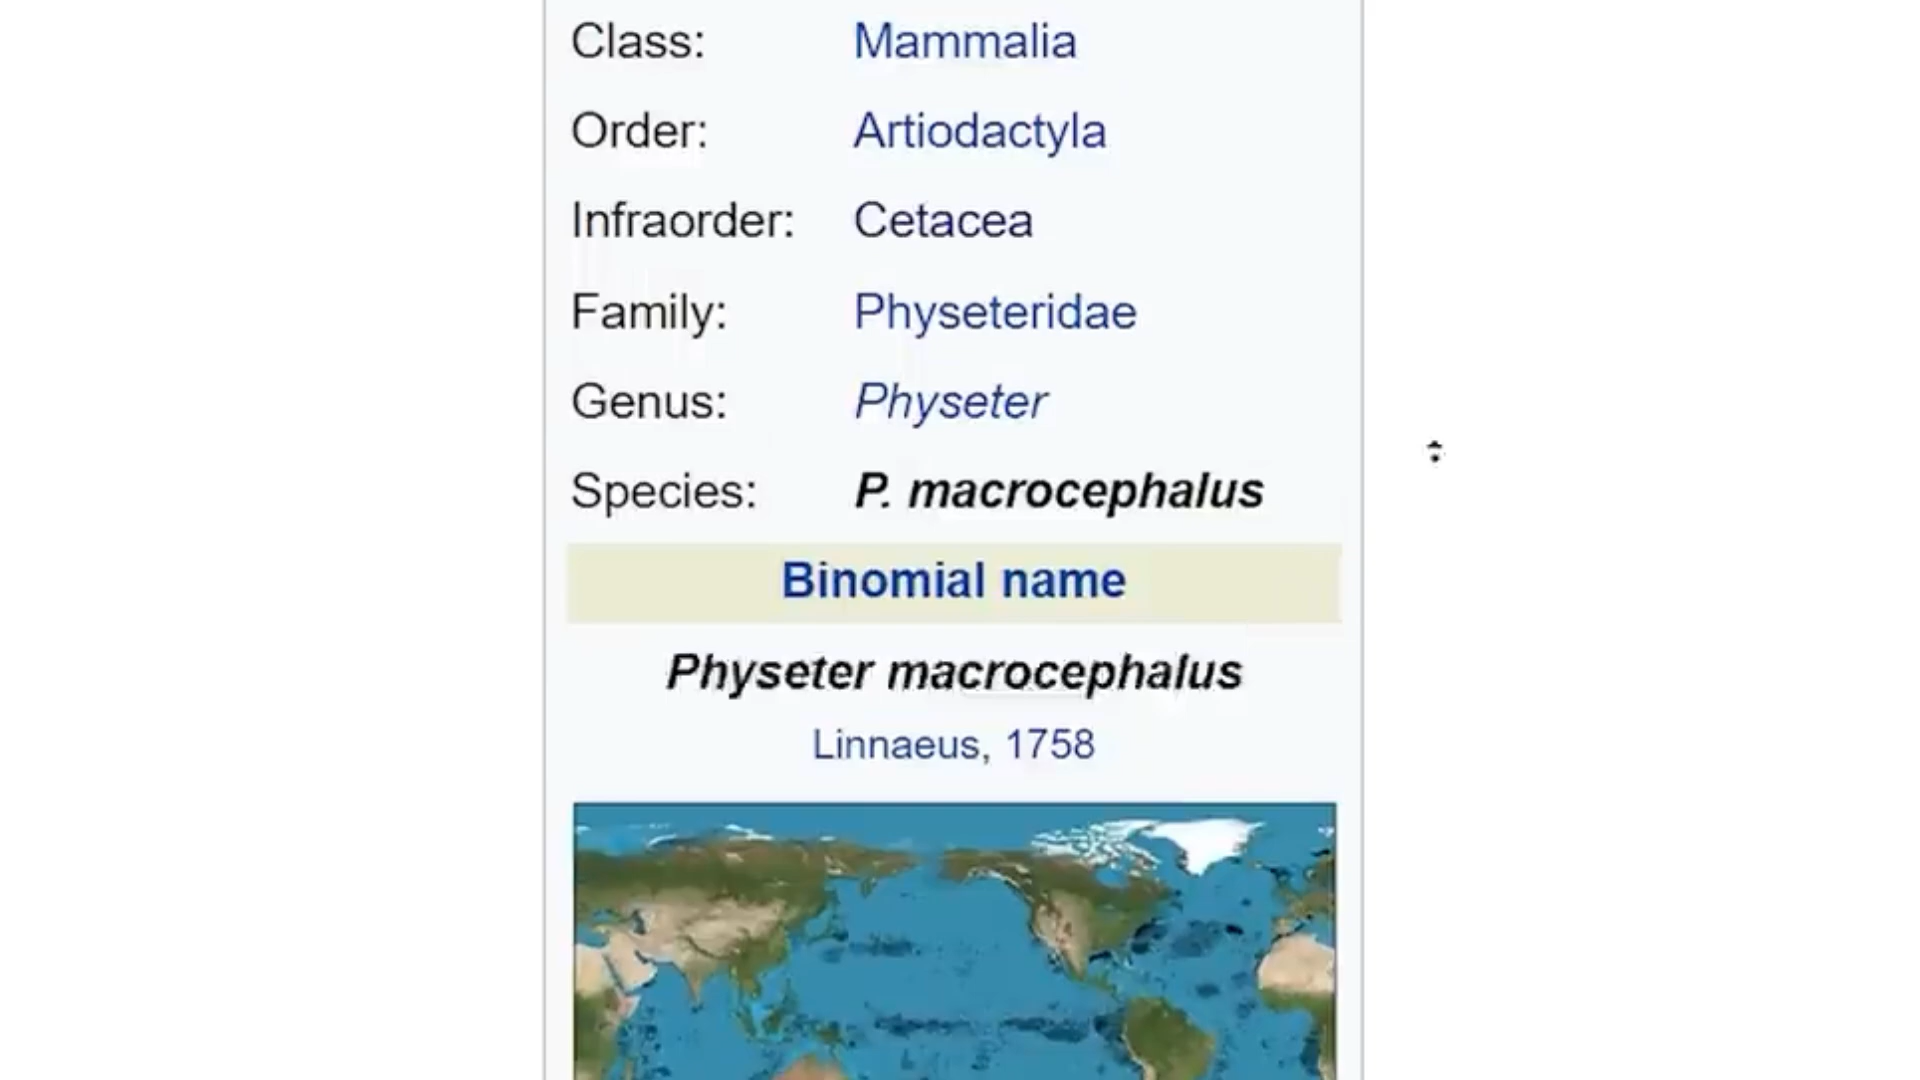 Class: Mammalia
Order: Artiodactyla
Infraorder: Cetacea
Family: Physeteridae
Genus: Physeter
Species: P. macrocephalus
Binomial name
Physeter macrocephalus
Linnaeus, 1758